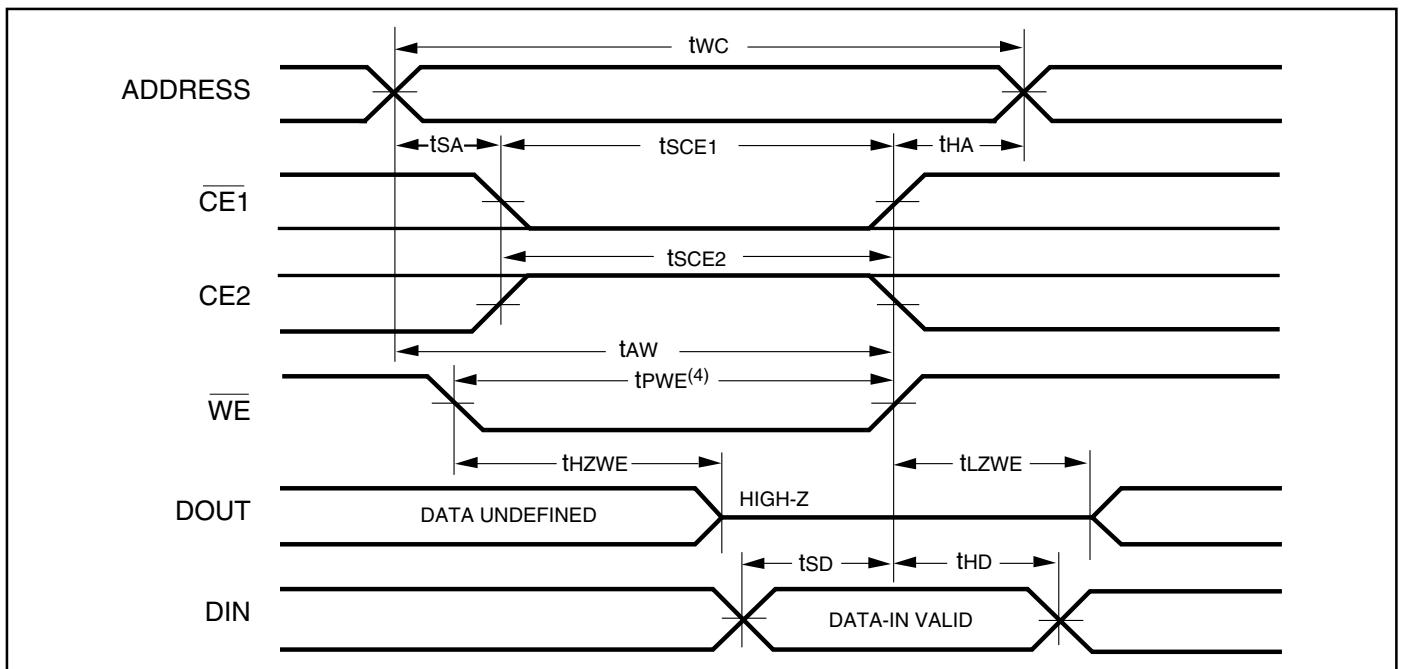 tWC
ADDRESS
tSA
tSCE1
tHA
CE1
tSCE2
CE2
tAW
tPWE(4)
WE
tHZWE
tLZWE
DOUT
DATA UNDEFINED
HIGH-Z
tSD
tHD
DIN
DATA-IN VALID